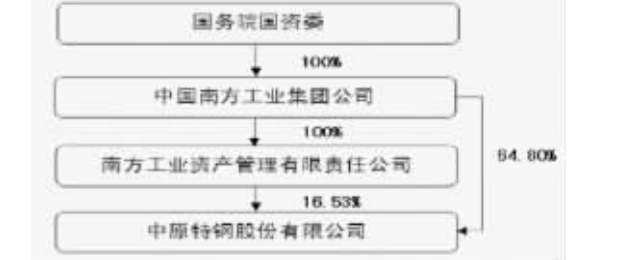 国务院国资委
100%
中国南方工业集团公司
100%
64.80%
南方工业资产管理有限责任公司
16.53%
中原特钢股份有限公司